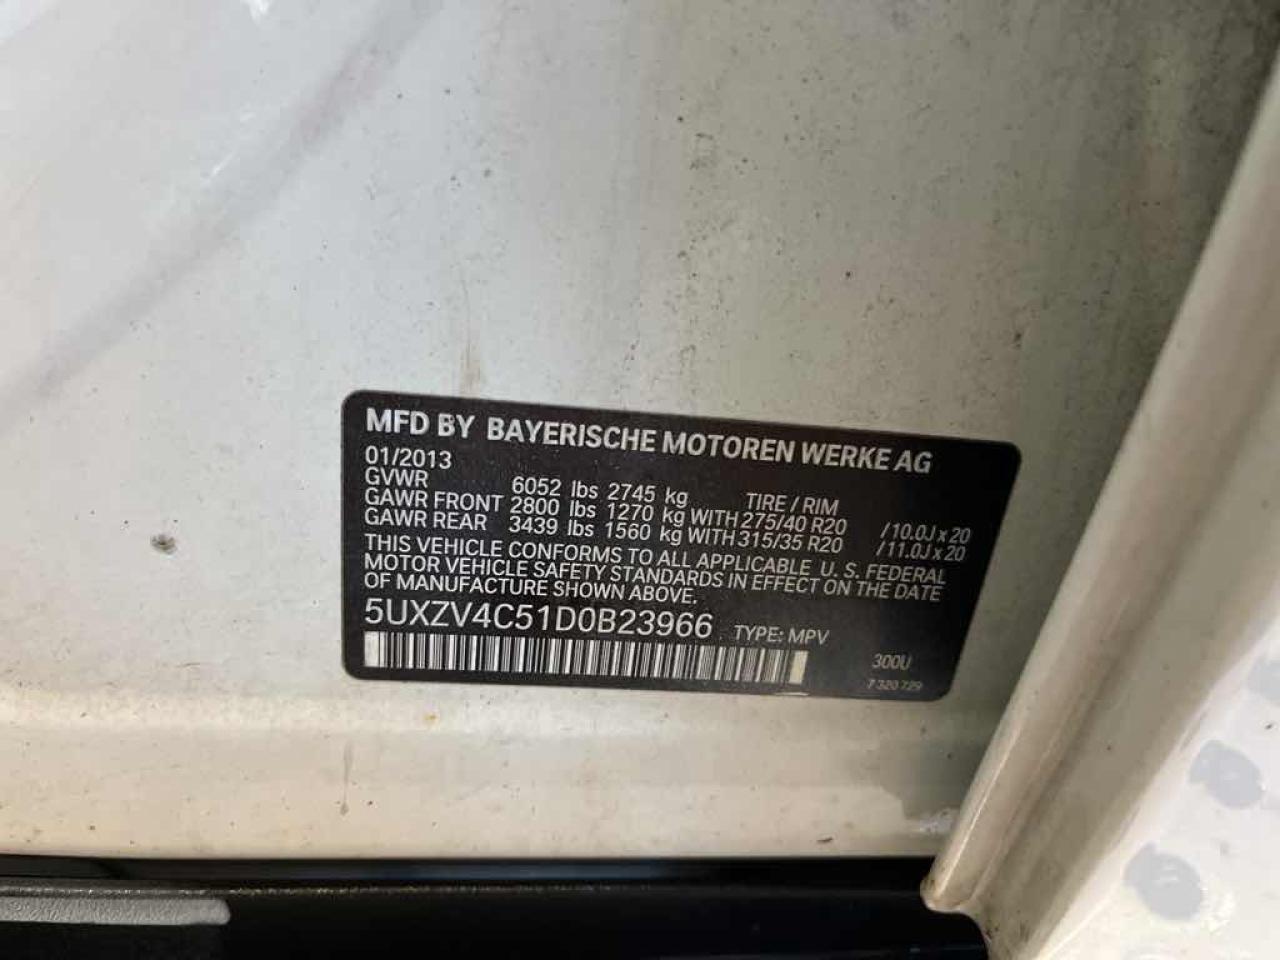 MFD BY BAYERISCHE MOTOREN WERKE AG
01/2013
GVWR 6052 lbs 2745 kg TIRE / RIM
GAWR FRONT 2800 lbs 1270 kg WITH 275/40 R20 /10.0J x 20
GAWR REAR 3439 lbs 1560 kg WITH 315/35 R20 /11.0J x 20
THIS VEHICLE CONFORMS TO ALL APPLICABLE U. S. FEDERAL
MOTOR VEHICLE SAFETY STANDARDS IN EFFECT ON THE DATE
OF MANUFACTURE SHOWN ABOVE.
5UXZV4C51D0B23966 TYPE: MPV
300U
7 320 729